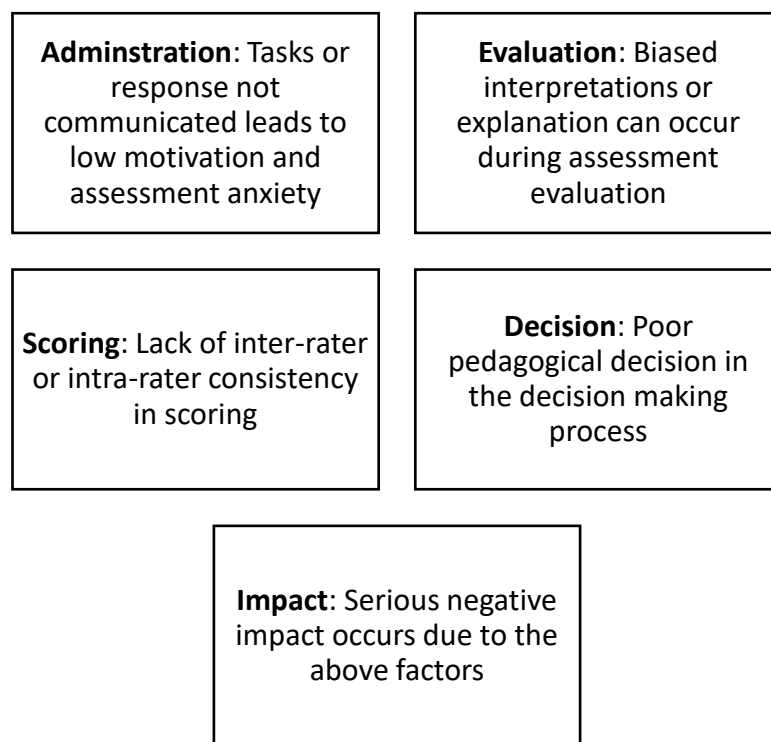 Adminstration: Tasks or
response not
communicated leads to
low motivation and
assessment anxiety
Evaluation: Biased
interpretations or
explanation can occur
during assessment
evaluation
Scoring: Lack of inter-rater
or intra-rater consistency
in scoring
Decision: Poor
pedagogical decision in
the decision making
process
Impact: Serious negative
impact occurs due to the
above factors